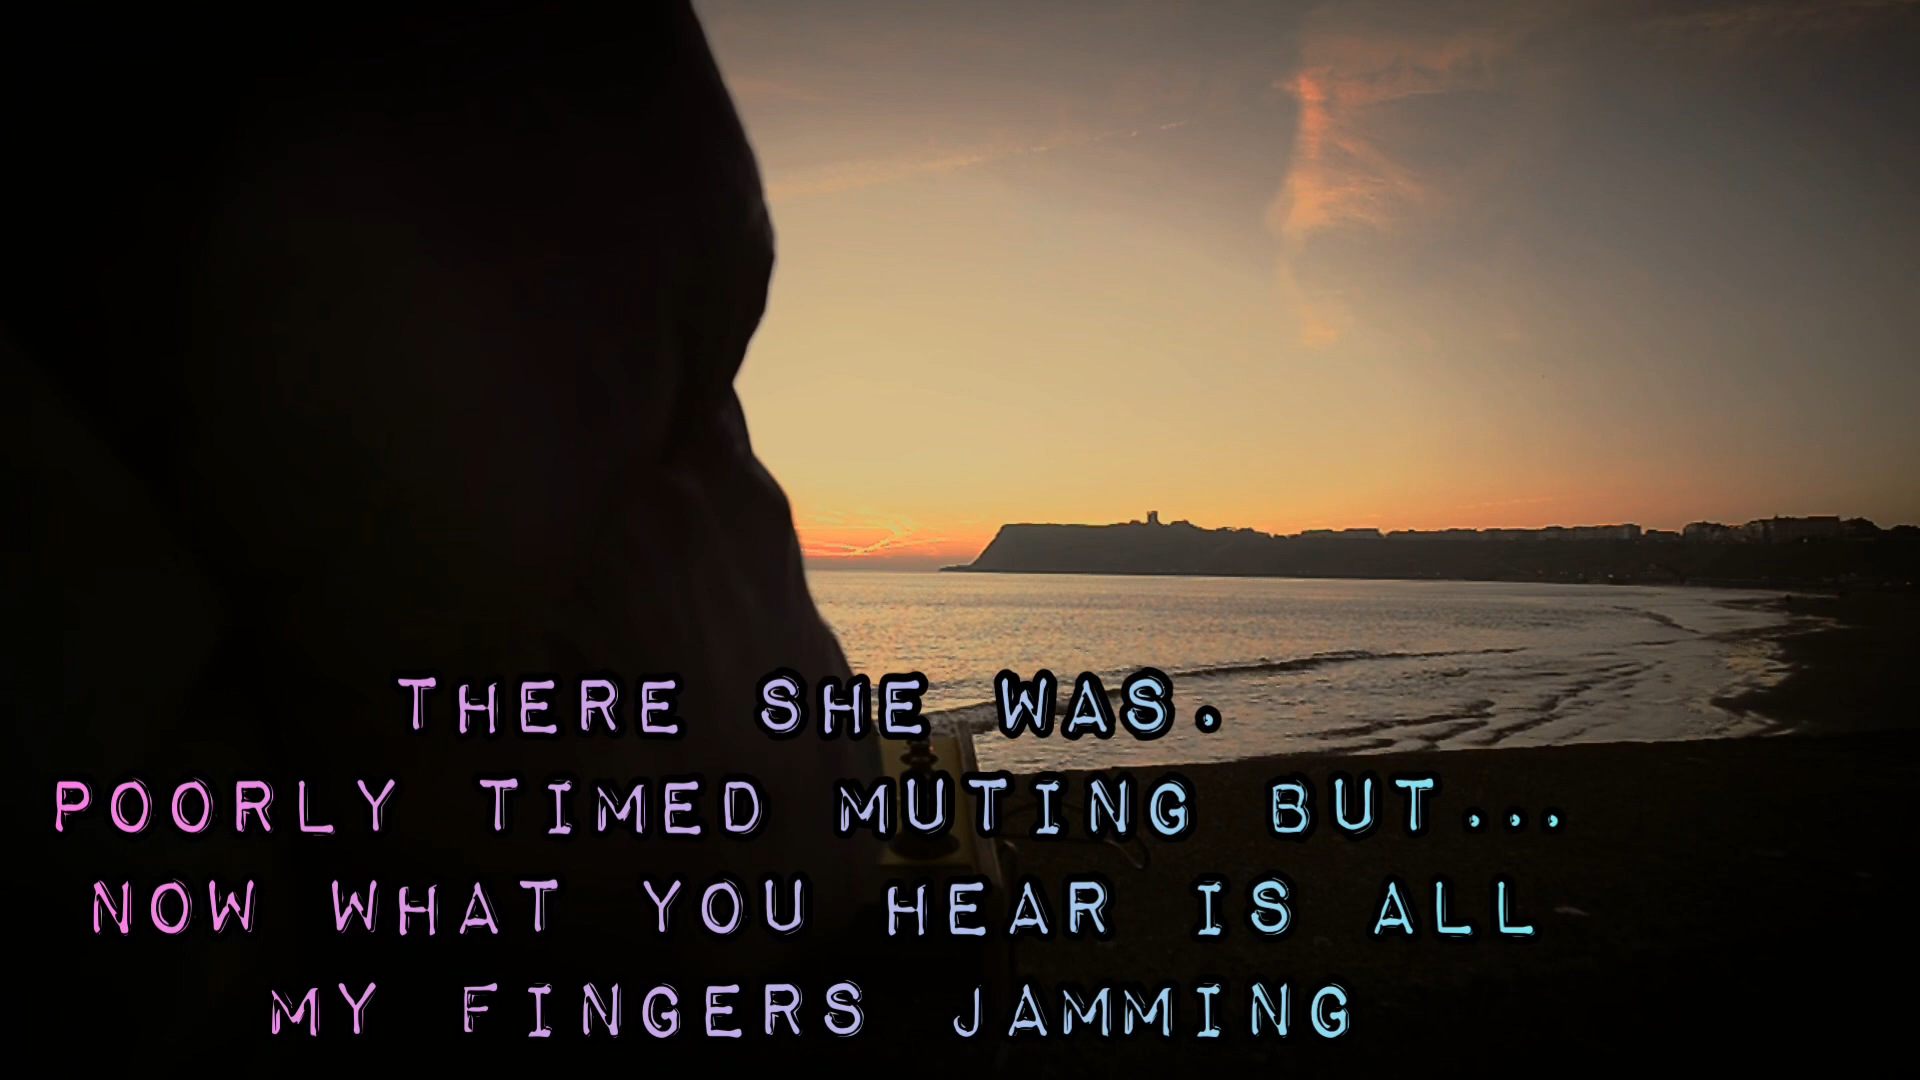 THERE SHE WAS.
POORLY TIMED MUTING BUT...
NOW WHAT YOU HEAR IS ALL
MY FINGERS JAMMING